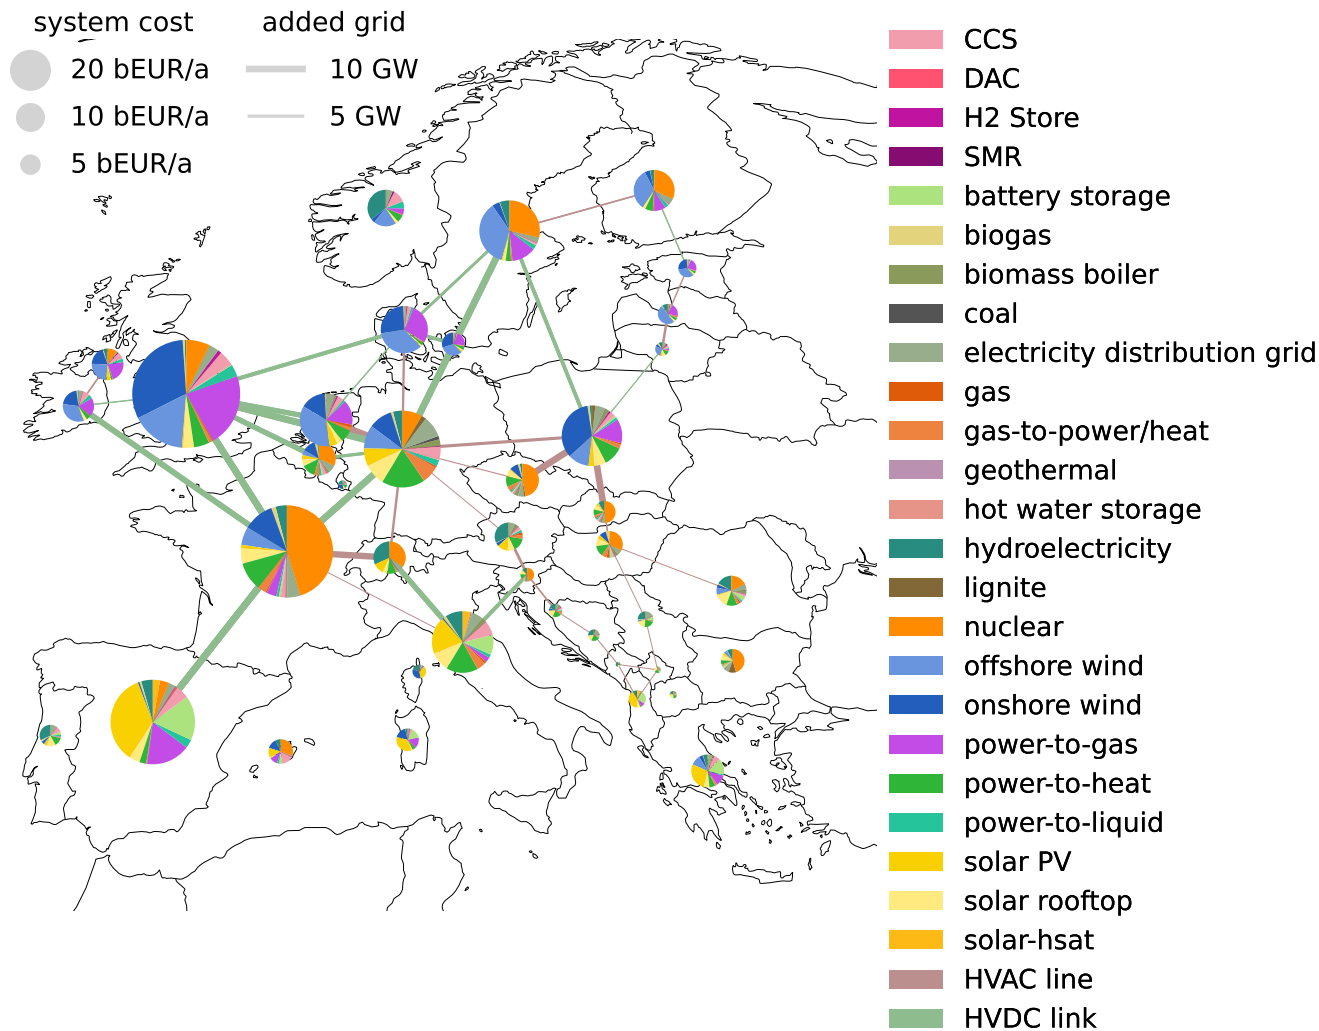 system cost
20 bEUR/a
10 bEUR/a
5 bEUR/a
added grid
10 GW
5 GW
CCS
DAC
H2 Store
SMR
battery storage
biogas
biomass boiler
coal
electricity distribution grid
gas
gas-to-power/heat
geothermal
hot water storage
hydroelectricity
lignite
nuclear
offshore wind
onshore wind
power-to-gas
power-to-heat
power-to-liquid
solar PV
solar rooftop
solar-hsat
HVAC line
HVDC link